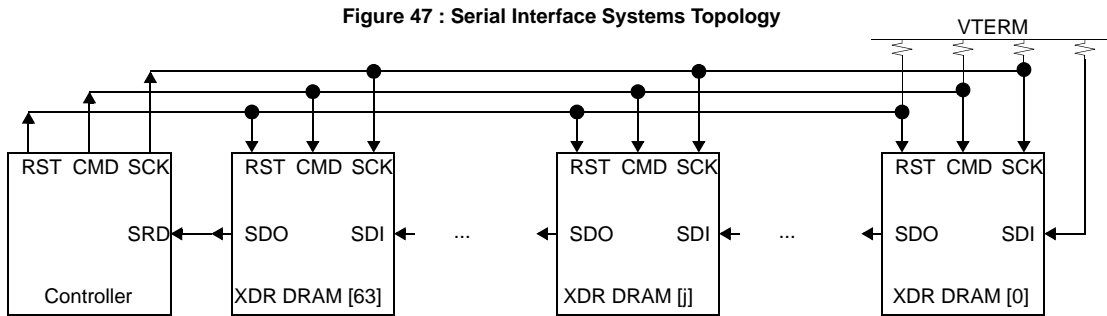 Figure 47 : Serial Interface Systems Topology
VTERM
RST CMD SCK
RST CMD SCK
RST CMD SCK
RST CMD SCK
SRD
SDO SDI
...
SDO SDI
...
SDO SDI
Controller
XDR DRAM [63]
XDR DRAM [j]
XDR DRAM [0]